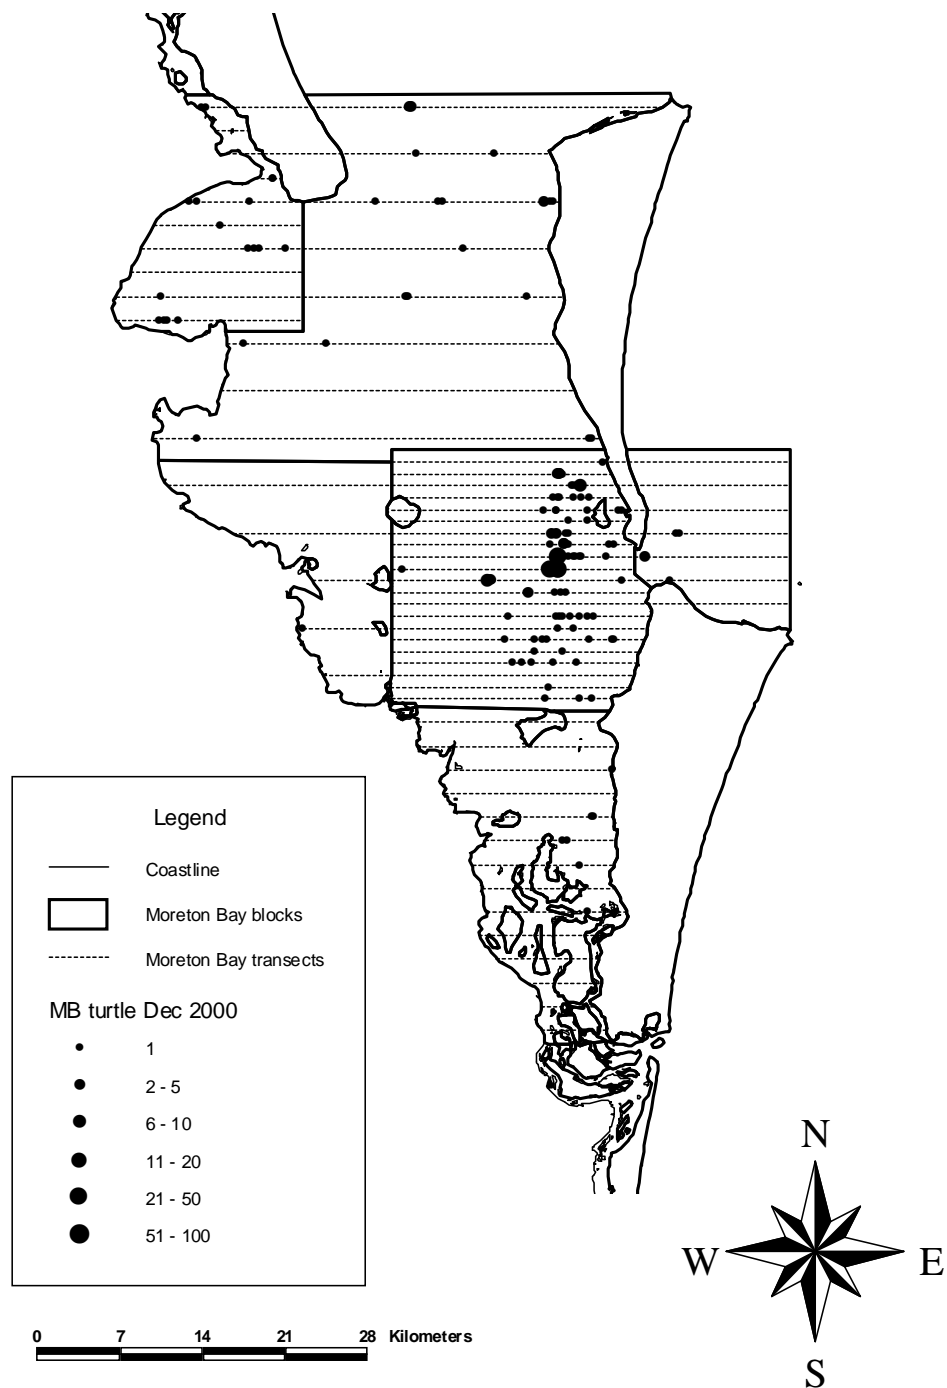 Legend
Coastline
Moreton Bay blocks
Moreton Bay transects
MB turtle Dec 2000
1
2 - 5
6 - 10
11 - 20
21 - 50
51 - 100
0 7 14 21 28 Kilometers
N
W E
S